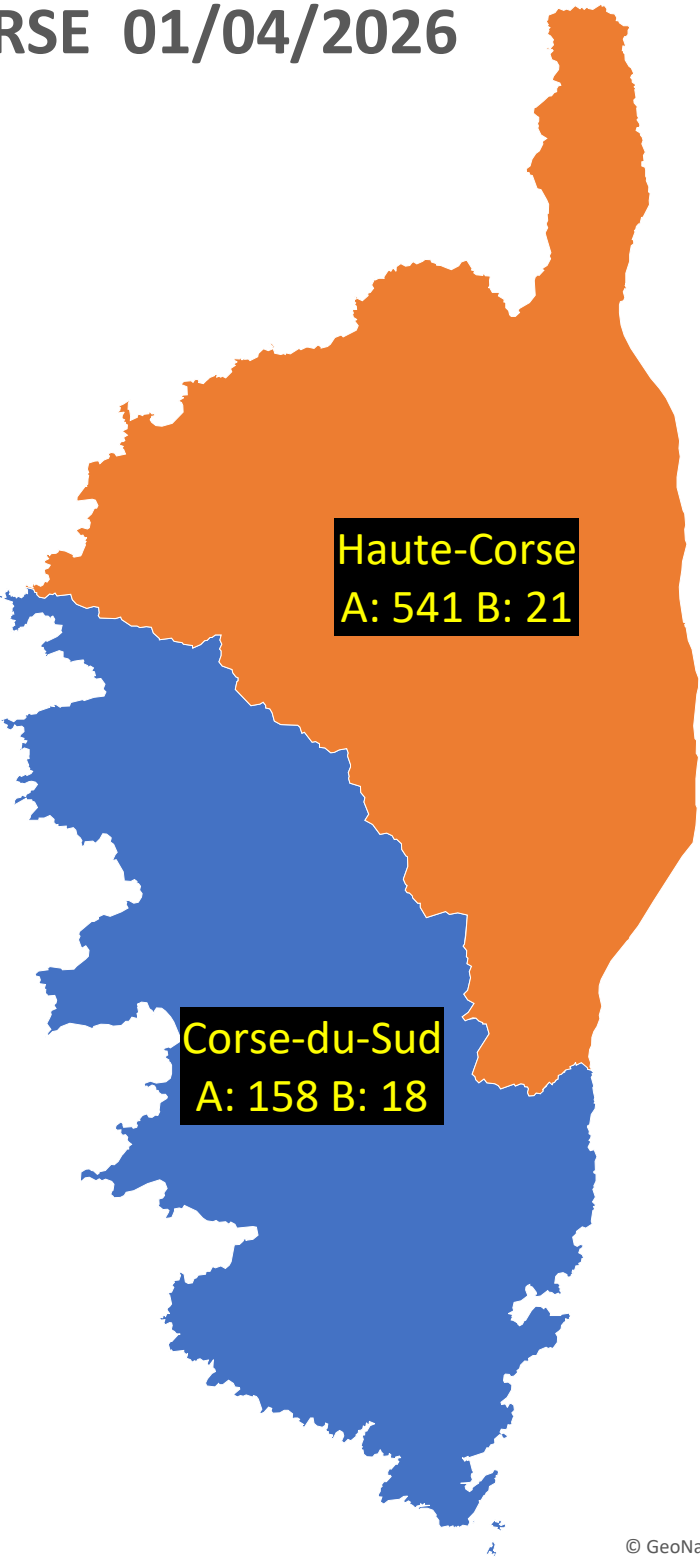 RSE 01/04/2026
Haute-Corse
A: 541 B: 21
Corse-du-Sud
A: 158 B: 18
© GeoNa